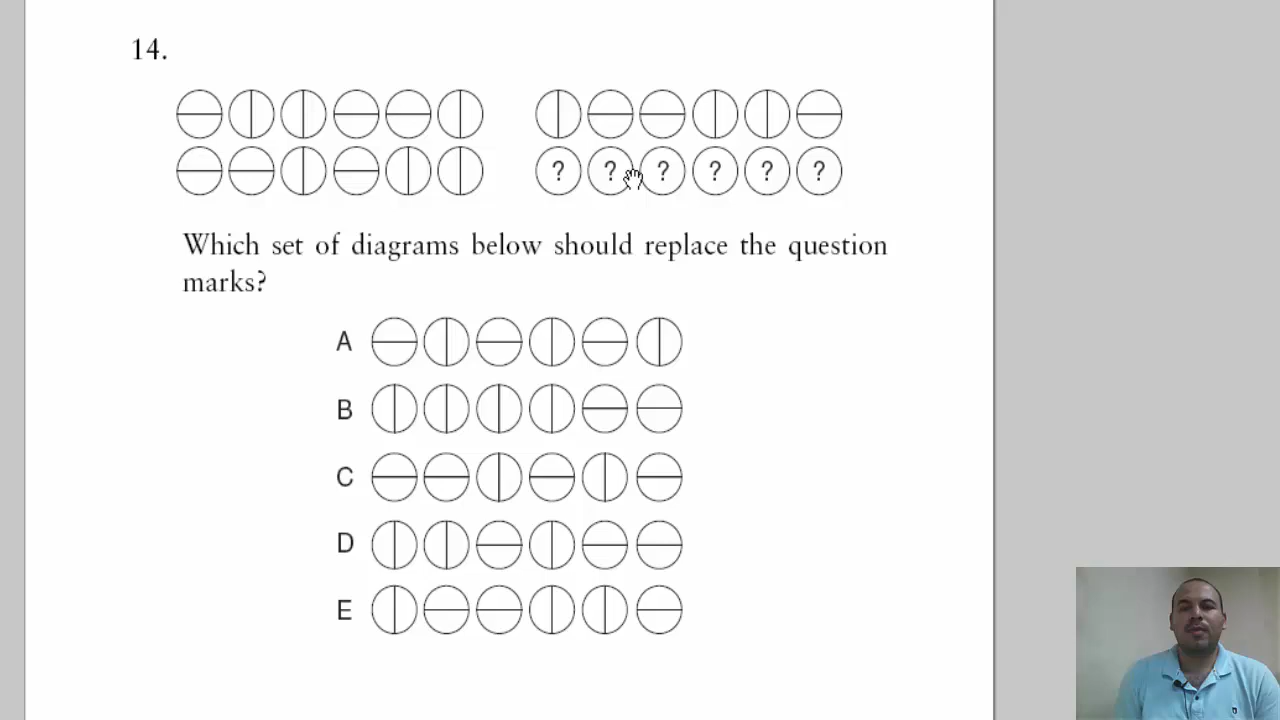 14.
? ? ? ? ? ?
Which set of diagrams below should replace the question
marks?
A
B
C
D
E